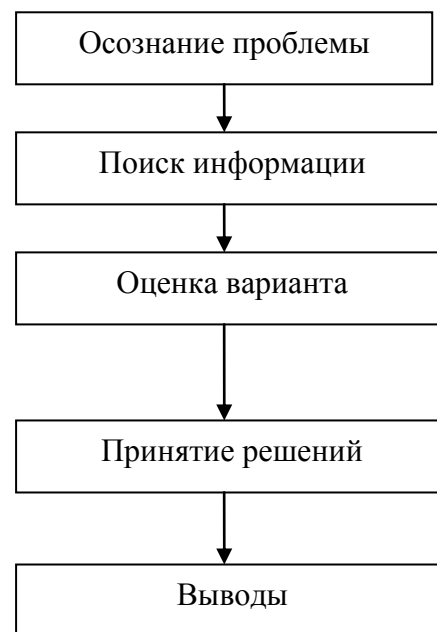 Осознание проблемы
Поиск информации
Оценка варианта
Принятие решений
Выводы